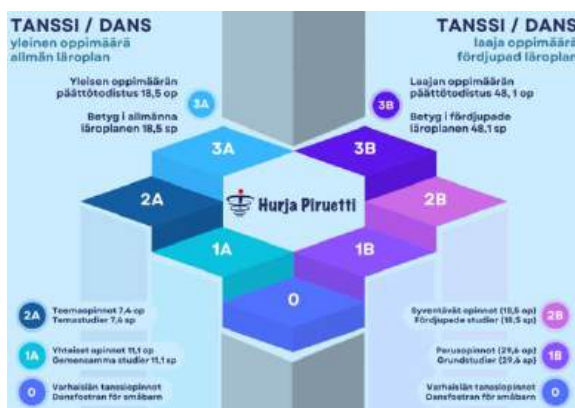 TANSSI / DANS
yleinen oppimäärä
allmän läroplan
Yleisen oppimäärän
päättötodistus 18,5 op
Betyg i allmänna
läroplanen 18,5 sp
3A
TANSSI / DANS
laaja oppimäärä
fördjupad läroplan
3B
Laajan oppimäärän
päättötodistus 48, 1 op
Betyg i fördjupade
läroplanen 48,1 sp
3A
3B
2A
Hurja Piruetti
2B
1A
1B
0
2A
Teemaopinnot 7,4 op
Temastudier 7,4 sp
1A
Yhteiset opinnot 11,1 op
Gemensamma studier 11,1 sp
0
Varhaisiän tanssiopinnot
Dansfostran för småbarn
Syventävät opinnot (18,5 op)
Fördjupade studier (18,5 sp)
2B
Perusopinnot (29,6 op)
Grundstudier (29,6 sp)
1B
Varhaisiän tanssiopinnot
Dansfostran för småbarn
0